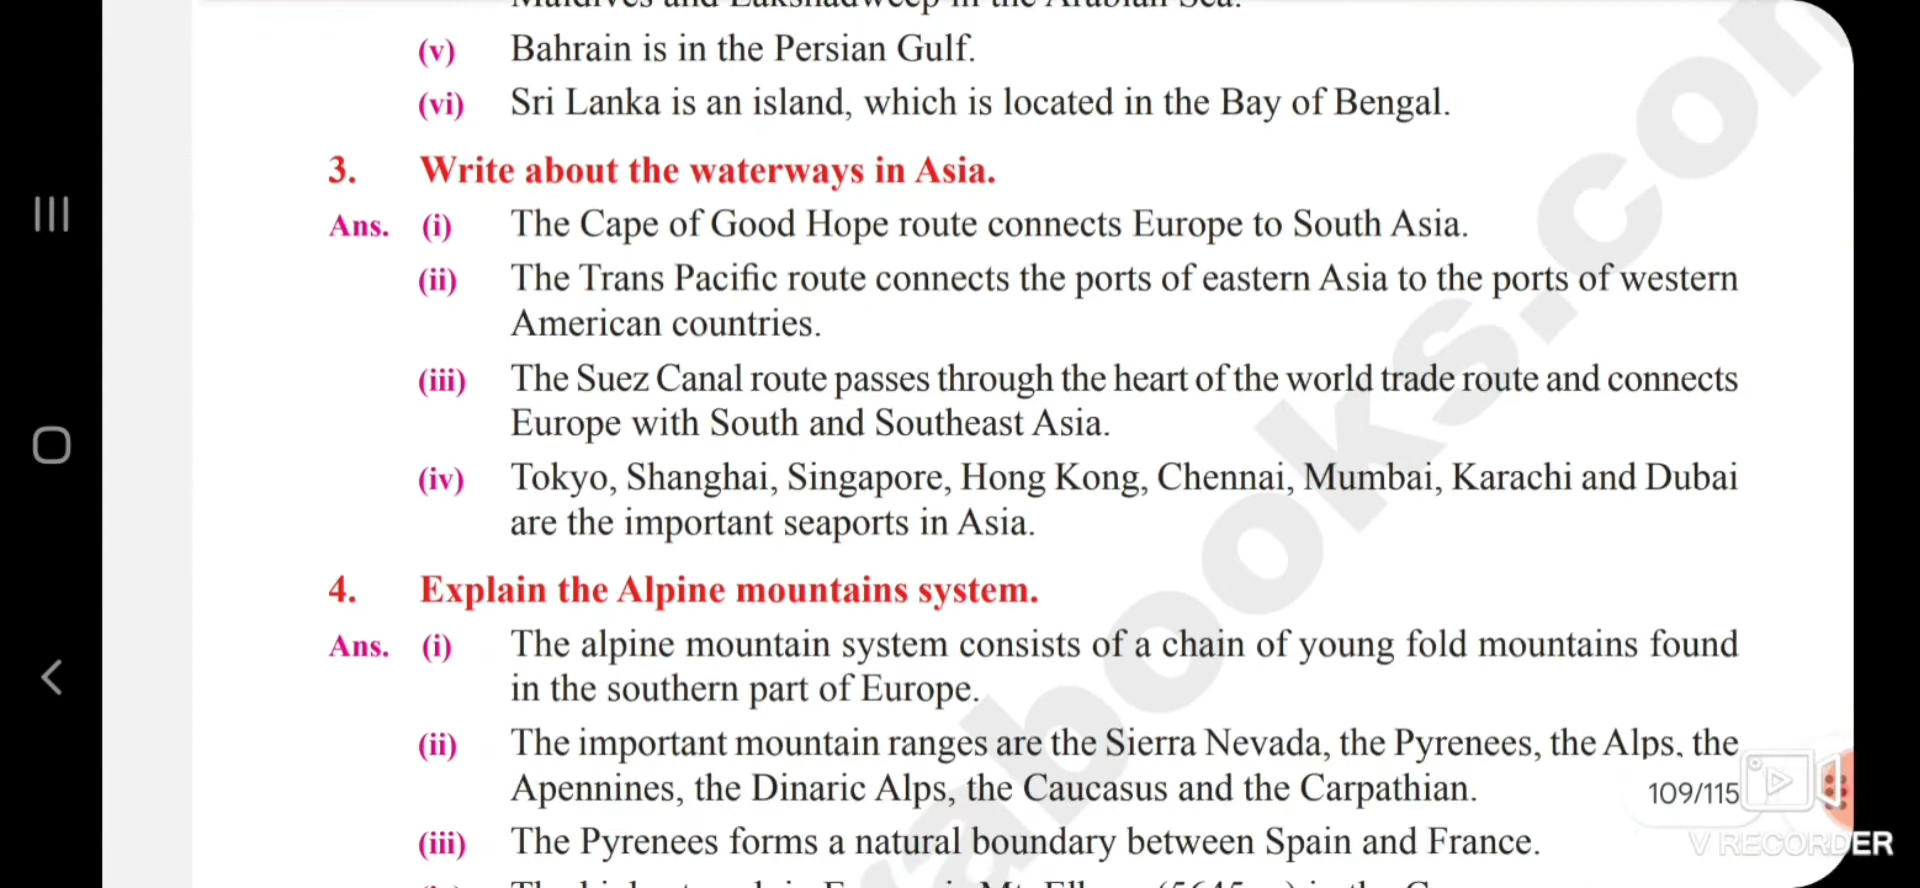 Maldives and Lakshadweep in the Arabian Sea.
(v) Bahrain is in the Persian Gulf.
(vi) Sri Lanka is an island, which is located in the Bay of Bengal.
3. Write about the waterways in Asia.
Ans. (i) The Cape of Good Hope route connects Europe to South Asia.
(ii) The Trans Pacific route connects the ports of eastern Asia to the ports of western
American countries.
(iii) The Suez Canal route passes through the heart of the world trade route and connects
Europe with South and Southeast Asia.
(iv) Tokyo, Shanghai, Singapore, Hong Kong, Chennai, Mumbai, Karachi and Dubai
are the important seaports in Asia.
4. Explain the Alpine mountains system.
Ans. (i) The alpine mountain system consists of a chain of young fold mountains found
in the southern part of Europe.
(ii) The important mountain ranges are the Sierra Nevada, the Pyrenees, the Alps, the
Apennines, the Dinaric Alps, the Caucasus and the Carpathian.
109/115
(iii) The Pyrenees forms a natural boundary between Spain and France.
V RECORDER
abooks.com